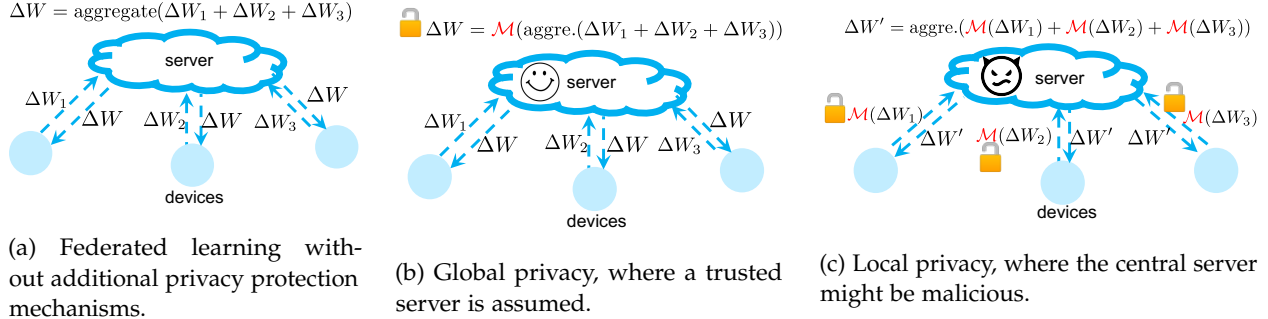 ΔW = aggregate(ΔW₁ + ΔW₂ + ΔW₃)
server
ΔW₁
ΔW
ΔW₂
ΔW
ΔW₃
ΔW
devices
(a) Federated learning with-
out additional privacy protection
mechanisms.
ΔW = ℳ(aggre.(ΔW₁ + ΔW₂ + ΔW₃))
server
ΔW₁
ΔW
ΔW₂
ΔW
ΔW₃
ΔW
devices
(b) Global privacy, where a trusted
server is assumed.
ΔW′ = aggre.(ℳ(ΔW₁) + ℳ(ΔW₂) + ℳ(ΔW₃))
server
ℳ(ΔW₁)
ΔW′
ℳ(ΔW₂)
ΔW′
ΔW′
ℳ(ΔW₃)
devices
(c) Local privacy, where the central server
might be malicious.